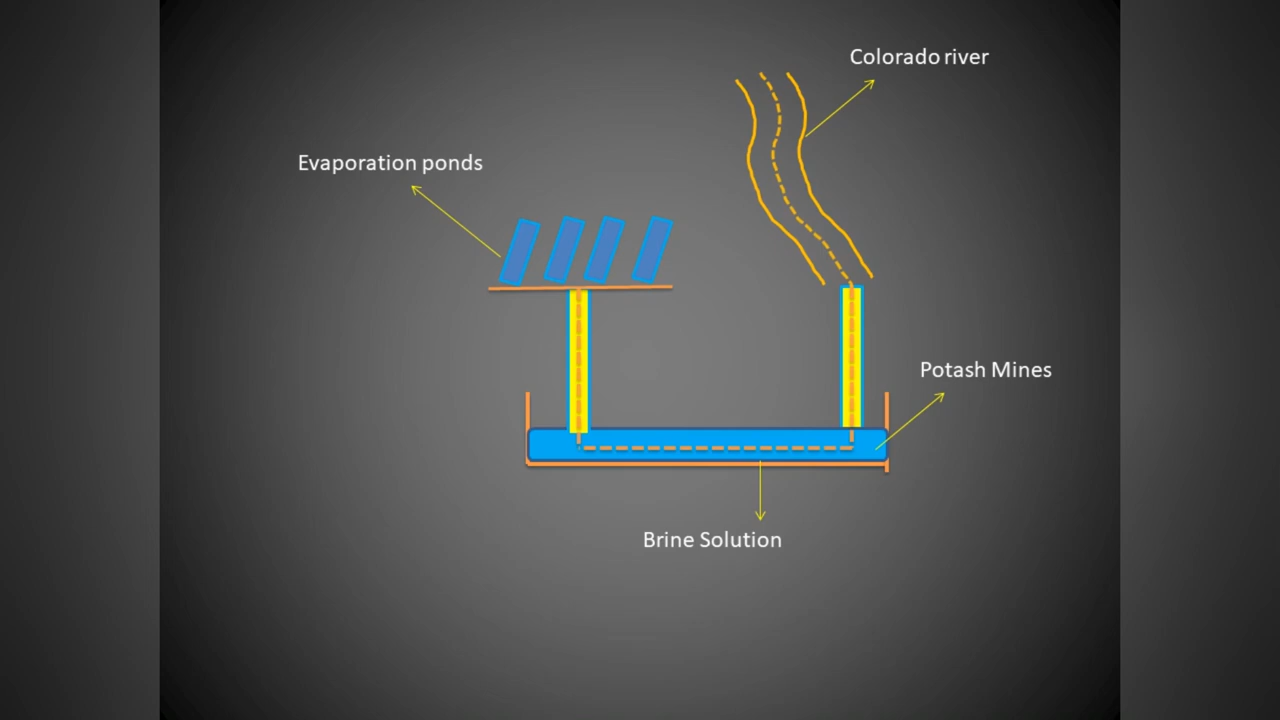 Colorado river
Evaporation ponds
Potash Mines
Brine Solution